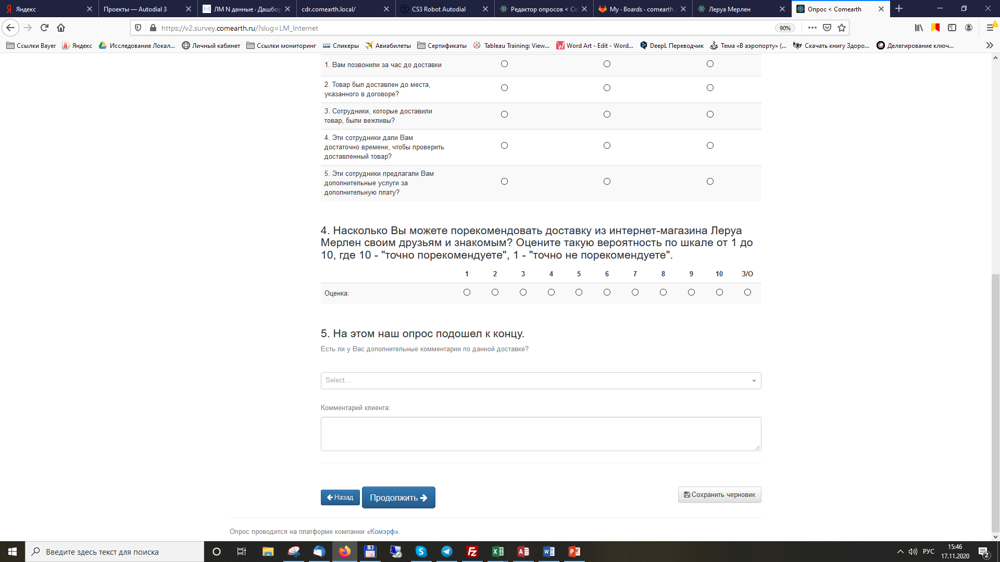 Яндекс
Проекты — Autodial 3
ЛМ N данные · Дашбор
cdr.comearth.local/
CS3 Robot Autodial
Редактор опросов < Co
My · Boards · comearth /
Леруа Мерлен
Опрос < Comearth
https://v2.survey.comearth.ru/?slug=LM_Internet
90%
Ссылки Bayer
Яндекс
Исследование Локал...
Личный кабинет
Ссылки мониторинг
Спикеры
Авиабилеты
Сертификаты
Tableau Training: View...
Word Art - Edit - Word...
DeepL Переводчик
Тема «В аэропорту» (...
Скачать книгу Здоро...
Делегирование ключ...
1. Вам позвонили за час до доставки
2. Товар был доставлен до места,
указанного в договоре?
3. Сотрудники, которые доставили
товар, были вежливы?
4. Эти сотрудники дали Вам
достаточно времени, чтобы проверить
доставленный товар?
5. Эти сотрудники предлагали Вам
дополнительные услуги за
дополнительную плату?
4. Насколько Вы можете порекомендовать доставку из интернет-магазина Леруа
Мерлен своим друзьям и знакомым? Оцените такую вероятность по шкале от 1 до
10, где 10 - "точно порекомендуете", 1 - "точно не порекомендуете".
1 2 3 4 5 6 7 8 9 10 З/О
Оценка:
5. На этом наш опрос подошел к концу.
Есть ли у Вас дополнительные комментарии по данной доставке?
Select...
Комментарий клиента:
Назад
Продолжить
Сохранить черновик
Опрос проводится на платформе компании «Комэрф».
Введите здесь текст для поиска
РУС
15:46
17.11.2020
2